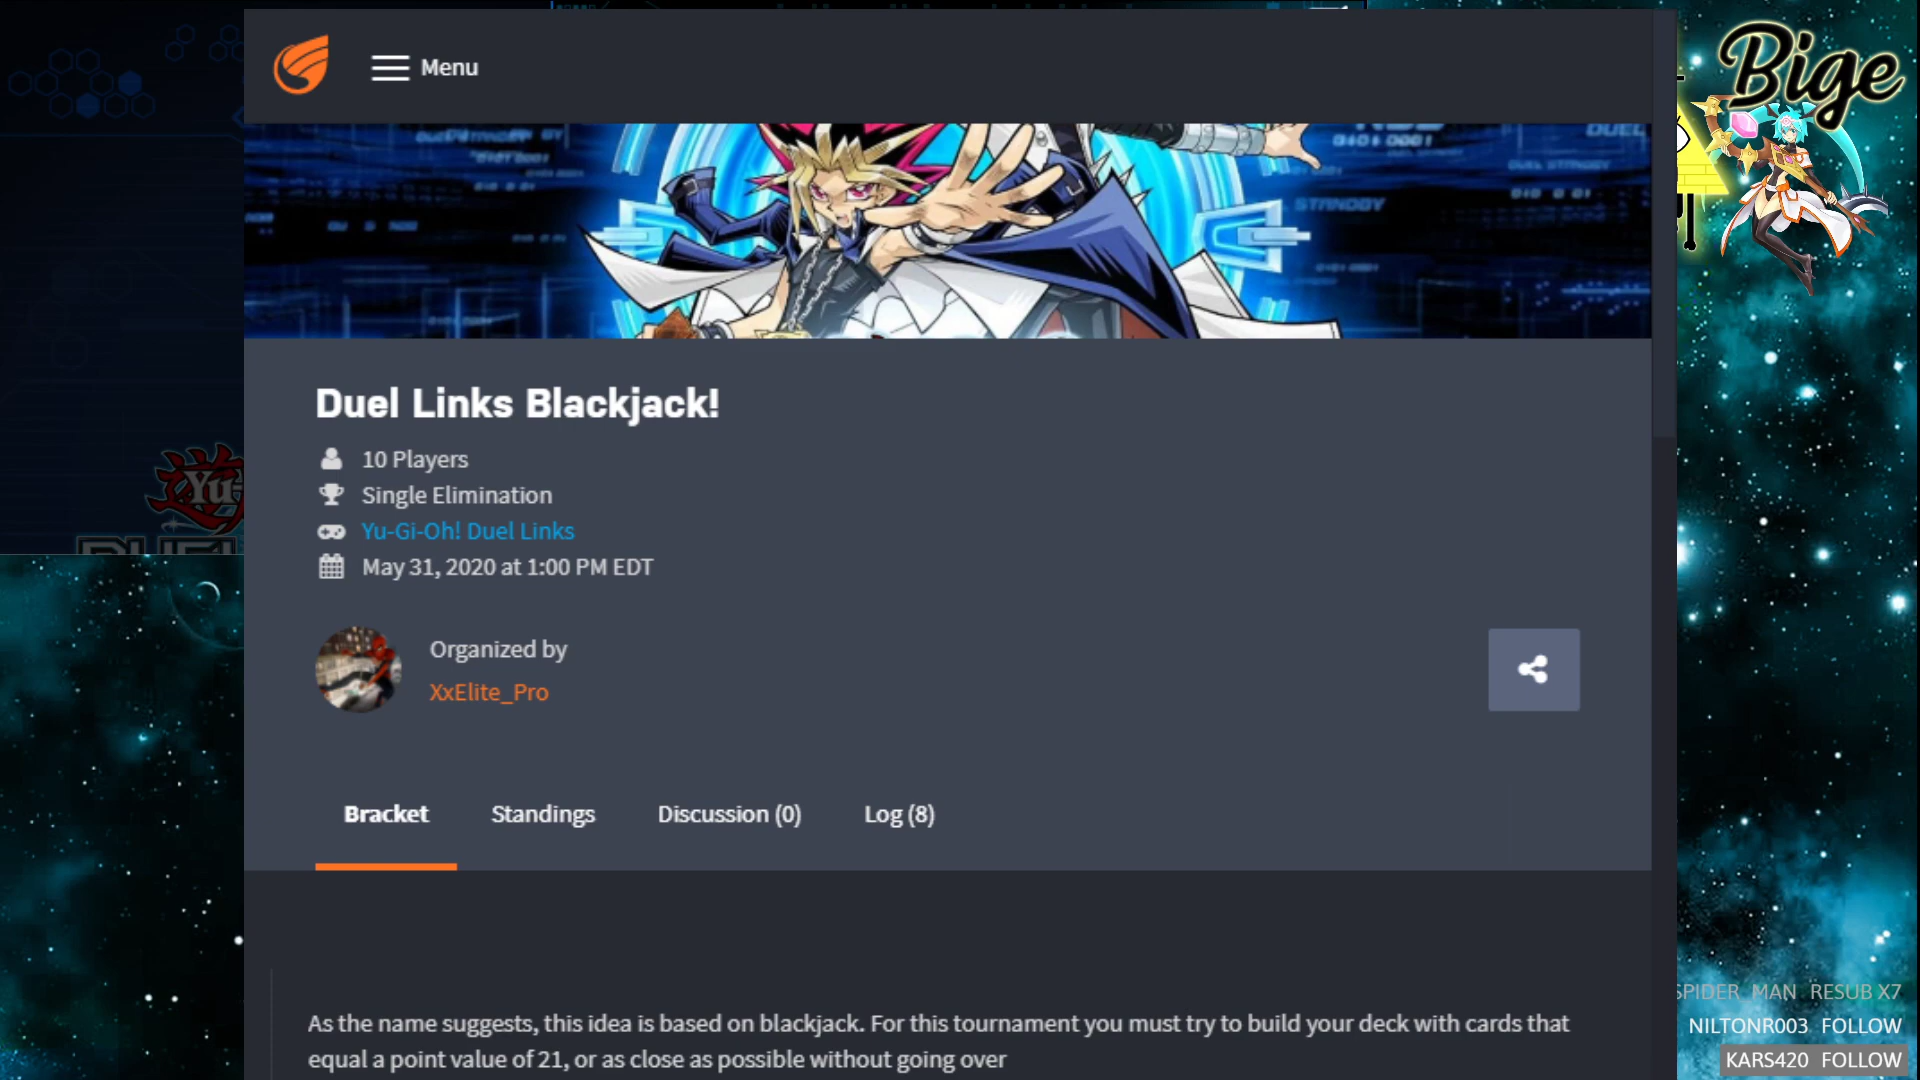 Bige
Menu
STANDBY
Duel Links Blackjack!
10 Players
Single Elimination
Yu-Gi-Oh! Duel Links
May 31, 2020 at 1:00 PM EDT
Yu-
Organized by
XxElite_Pro
Bracket
Standings
Discussion (0)
Log (8)
As the name suggests, this idea is based on blackjack. For this tournament you must try to build your deck with cards that
equal a point value of 21, or as close as possible without going over
SPIDER_MAN RESUB X7
NILTONR003 FOLLOW
KARS420 FOLLOW